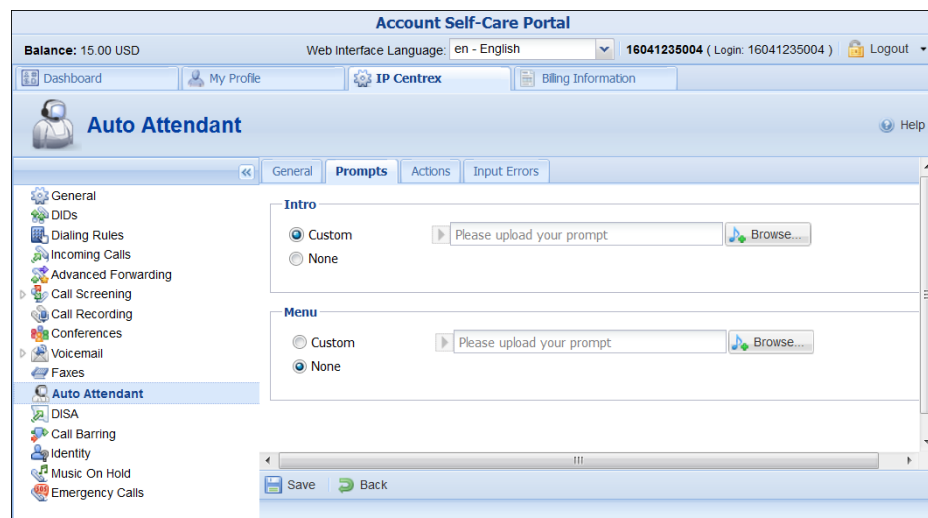 Account Self-Care Portal
Balance: 15.00 USD Web Interface Language: en - English 16041235004 ( Login: 16041235004 ) Logout
Dashboard My Profile IP Centrex Billing Information
Auto Attendant Help
General Prompts Actions Input Errors
General
DIDs
Dialing Rules
Incoming Calls
Advanced Forwarding
Call Screening
Call Recording
Conferences
Voicemail
Faxes
Auto Attendant
DISA
Call Barring
Identity
Music On Hold
Emergency Calls
Intro
Custom Please upload your prompt Browse...
None
Menu
Custom Please upload your prompt Browse...
None
Save Back